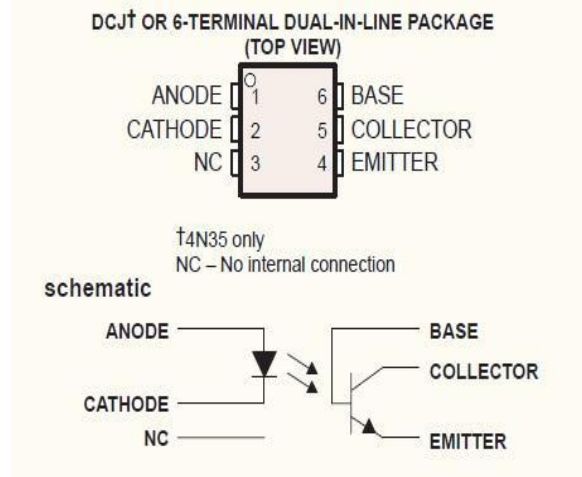 DCJ† OR 6-TERMINAL DUAL-IN-LINE PACKAGE
(TOP VIEW)
ANODE 1 6 BASE
CATHODE 2 5 COLLECTOR
NC 3 4 EMITTER
†4N35 only
NC – No internal connection
schematic
ANODE BASE
COLLECTOR
CATHODE
NC EMITTER